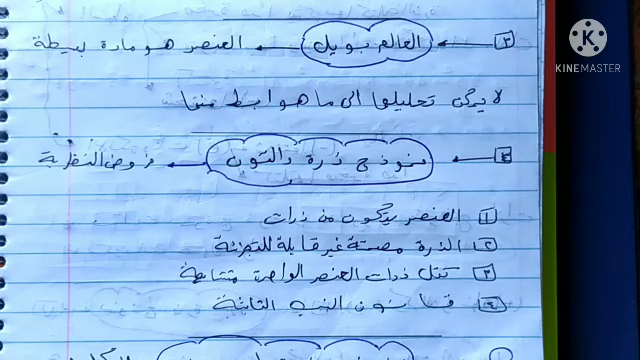 K
KINEMASTER
٣ العالم بويل العنصر هو مادة بسيطة
لا يمكن تحليلها الى ما هو ابسط منها
٤ نموذج ذرة دالتون فروض النظرية
١ العنصر يتكون من ذرات
٢ الذرة مصمتة غير قابلة للتجزئة
٣ كتل ذرات العنصر الواحد متشابهة
٤ قانون النسب الثابتة